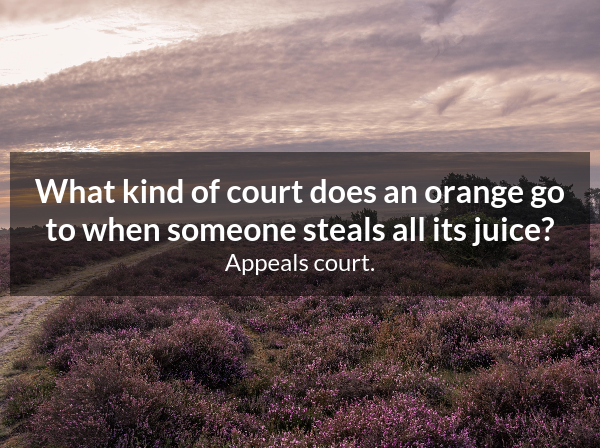 What kind of court does an orange go
to when someone steals all its juice?
Appeals court.